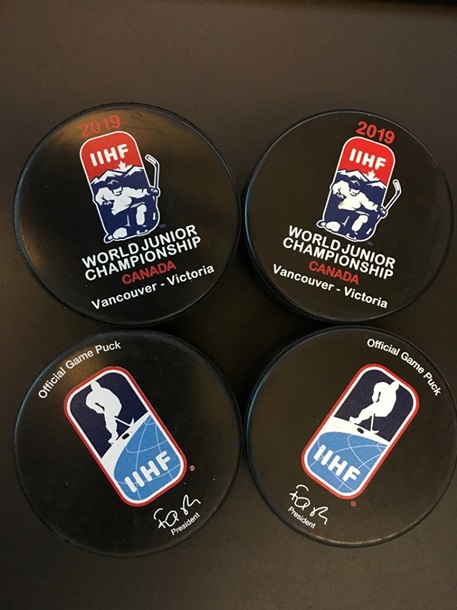 2019
IIHF
WORLD JUNIOR
CHAMPIONSHIP
CANADA
Vancouver - Victoria
2019
IIHF
WORLD JUNIOR
CHAMPIONSHIP
CANADA
Vancouver - Victoria
Official Game Puck
IIHF
®
President
Official Game Puck
IIHF
®
President